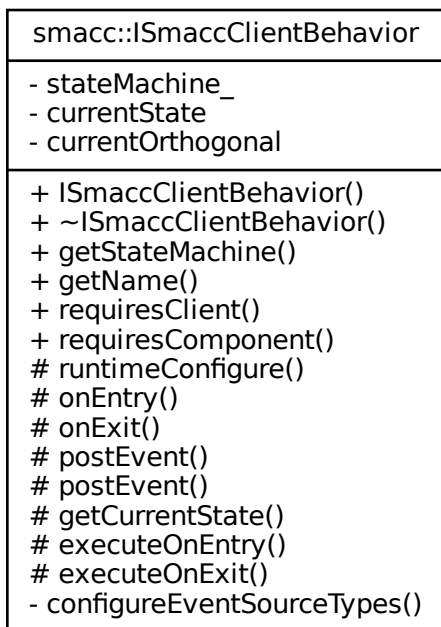 smacc::ISmaccClientBehavior
- stateMachine_
- currentState
- currentOrthogonal
+ ISmaccClientBehavior()
+ ~ISmaccClientBehavior()
+ getStateMachine()
+ getName()
+ requiresClient()
+ requiresComponent()
# runtimeConfigure()
# onEntry()
# onExit()
# postEvent()
# postEvent()
# getCurrentState()
# executeOnEntry()
# executeOnExit()
- configureEventSourceTypes()